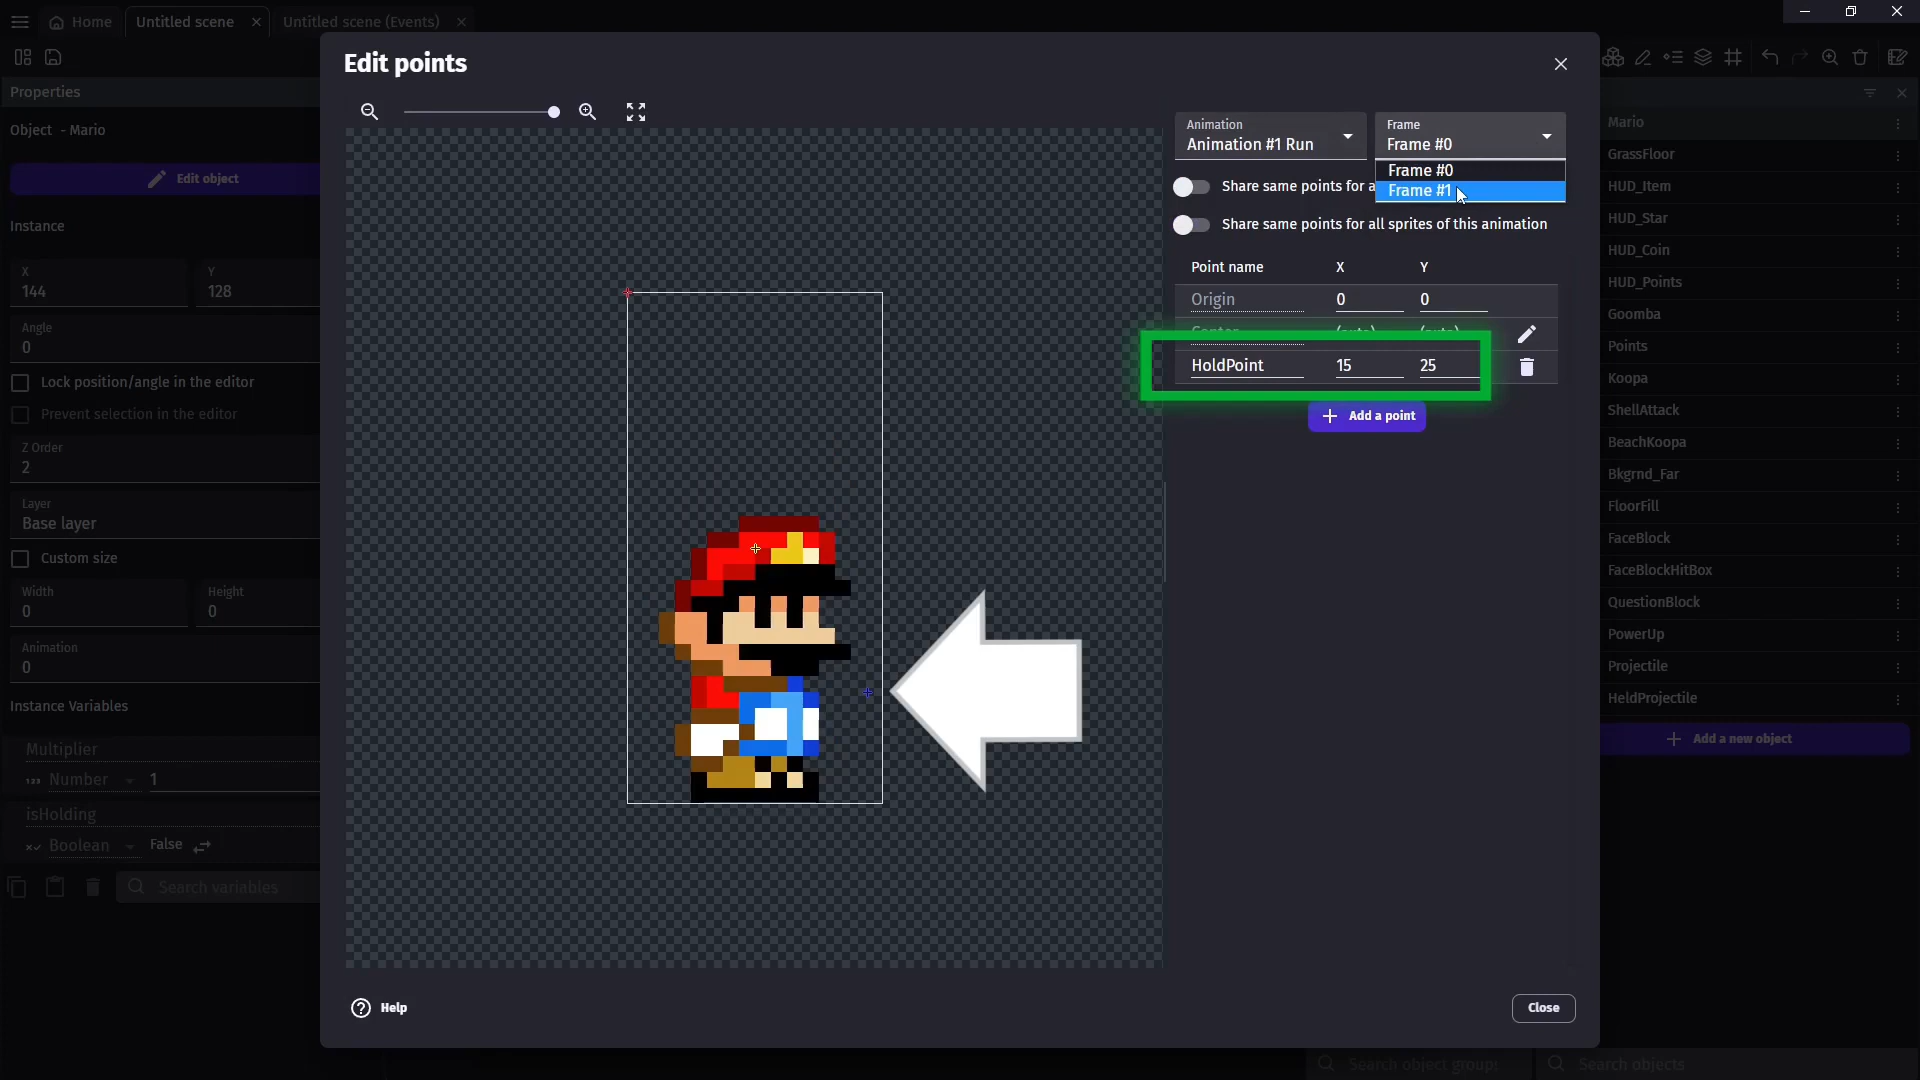 Home
Untitled scene
Untitled scene (Events)
Properties
Object - Mario
Edit object
Instance
X
144
Y
128
Angle
0
Lock position/angle in the editor
Prevent selection in the editor
Z Order
2
Layer
Base layer
Custom size
Width
0
Height
0
Animation
0
Instance Variables
Multiplier
123 Number 1
isHolding
Boolean False
Search variables
Edit points
Animation
Animation #1 Run
Frame
Frame #0
Frame #0
Frame #1
Share same points for a
Share same points for all sprites of this animation
Point name X Y
Origin 0 0
Center (auto) (auto)
HoldPoint 15 25
Add a point
Help
Close
Mario
GrassFloor
HUD_Item
HUD_Star
HUD_Coin
HUD_Points
Goomba
Points
Koopa
ShellAttack
BeachKoopa
Bkgrnd_Far
FloorFill
FaceBlock
FaceBlockHitBox
QuestionBlock
PowerUp
Projectile
HeldProjectile
Add a new object
Search object groups
Search objects